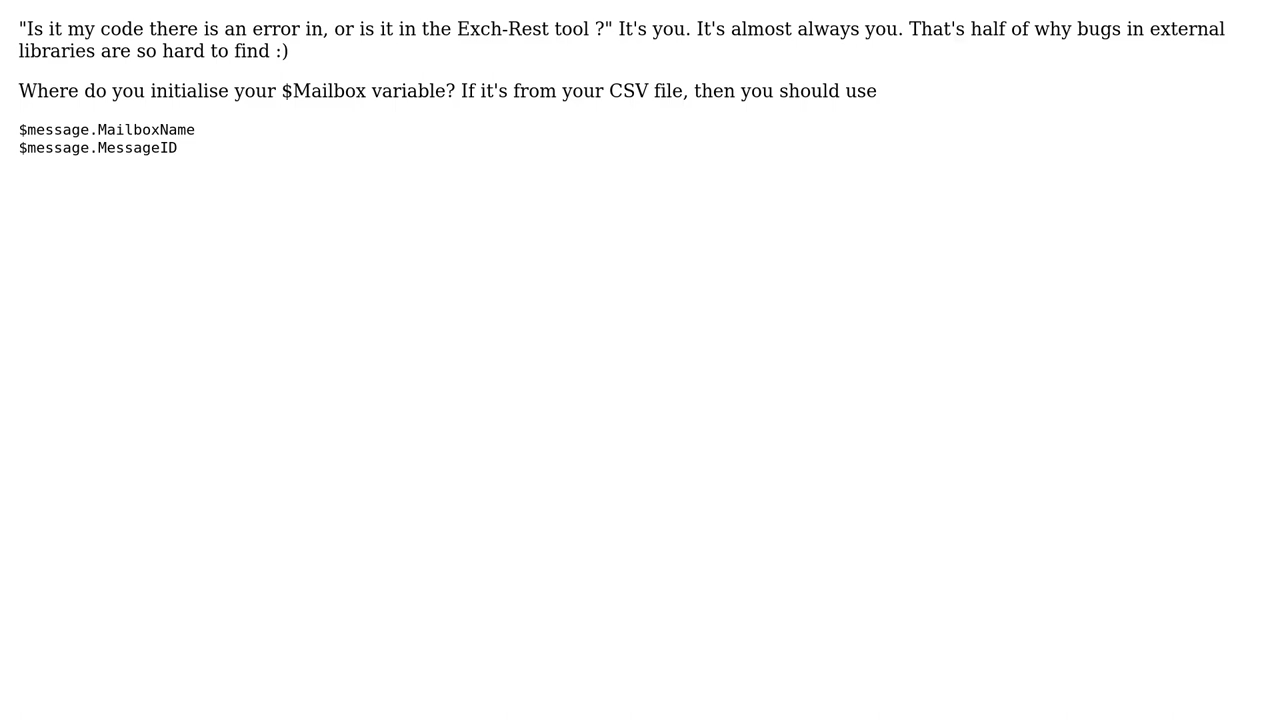 "Is it my code there is an error in, or is it in the Exch-Rest tool ?" It's you. It's almost always you. That's half of why bugs in external
libraries are so hard to find :)
Where do you initialise your $Mailbox variable? If it's from your CSV file, then you should use
$message.MailboxName
$message.MessageID